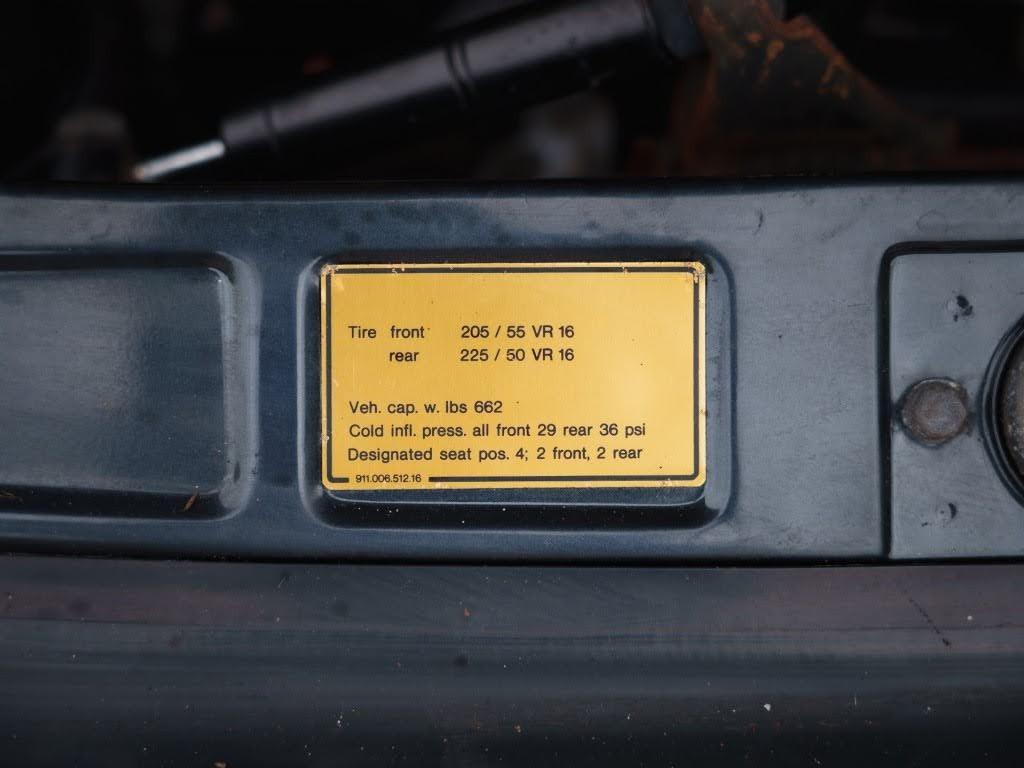 Tire front 205 / 55 VR 16
rear 225 / 50 VR 16
Veh. cap. w. lbs 662
Cold infl. press. all front 29 rear 36 psi
Designated seat pos. 4; 2 front, 2 rear
911.006.512.16